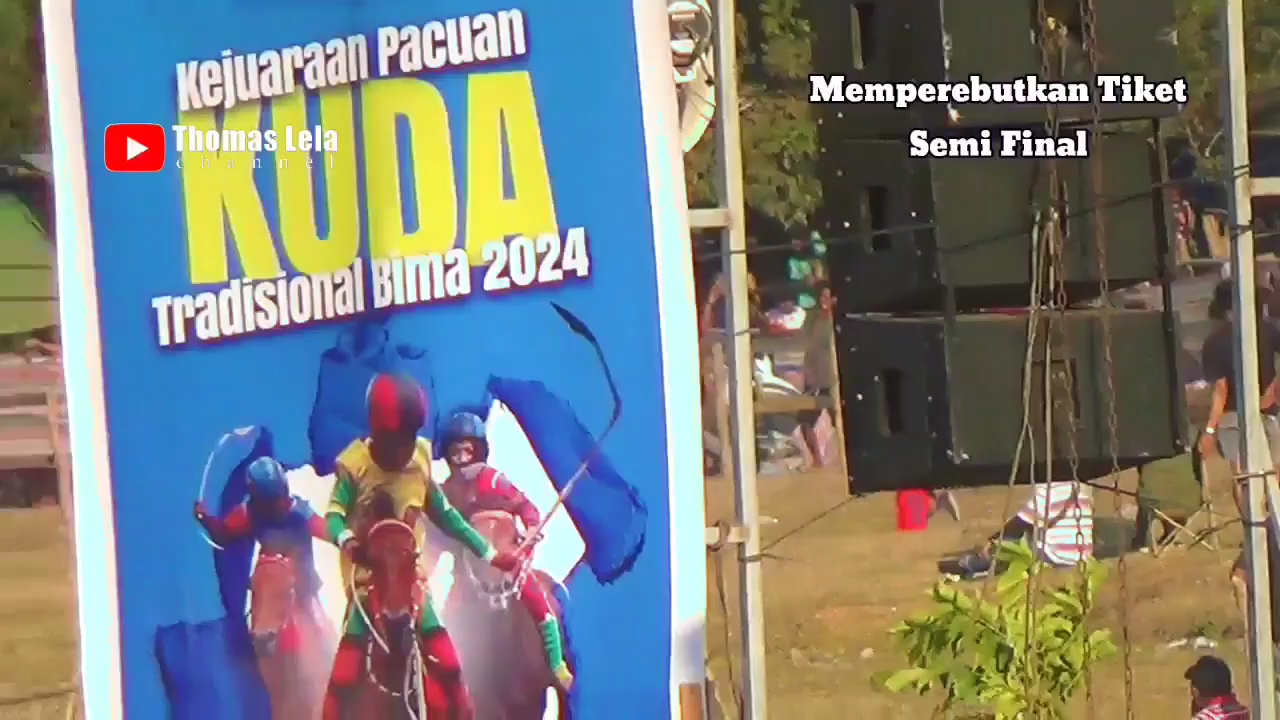 Kejuaraan Pacuan
KUDA
Tradisional Bima 2024
Thomas Lela
channel
Memperebutkan Tiket
Semi Final